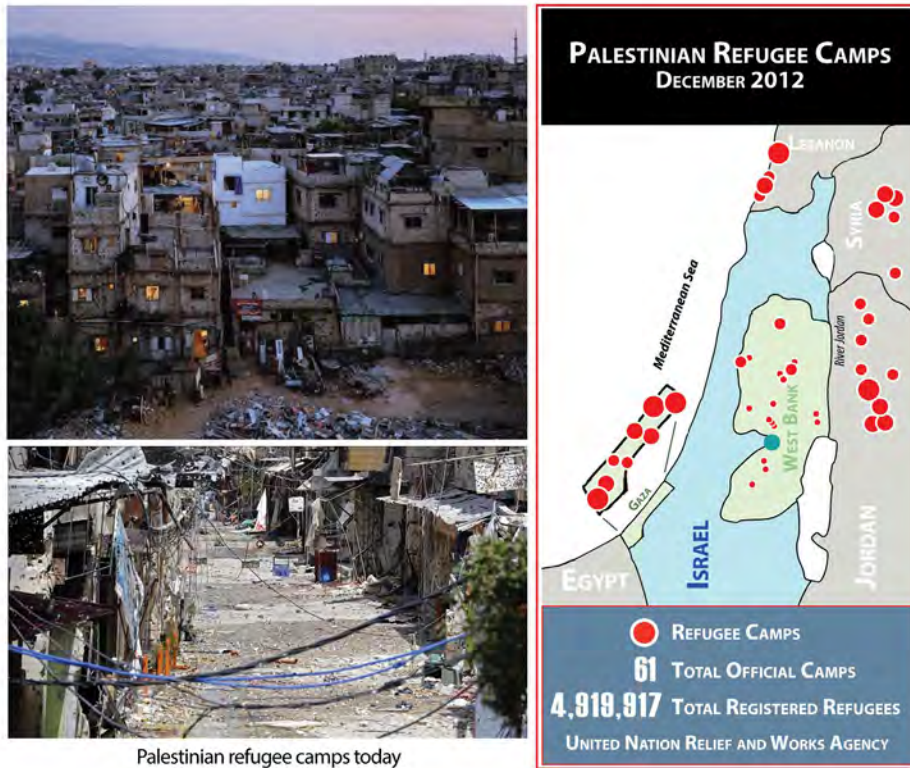 PALESTINIAN REFUGEE CAMPS
DECEMBER 2012
LEBANON
SYRIA
Mediterranean Sea
River Jordan
WEST BANK
GAZA
ISRAEL
JORDAN
EGYPT
REFUGEE CAMPS
61 TOTAL OFFICIAL CAMPS
4,919,917 TOTAL REGISTERED REFUGEES
UNITED NATION RELIEF AND WORKS AGENCY
Palestinian refugee camps today